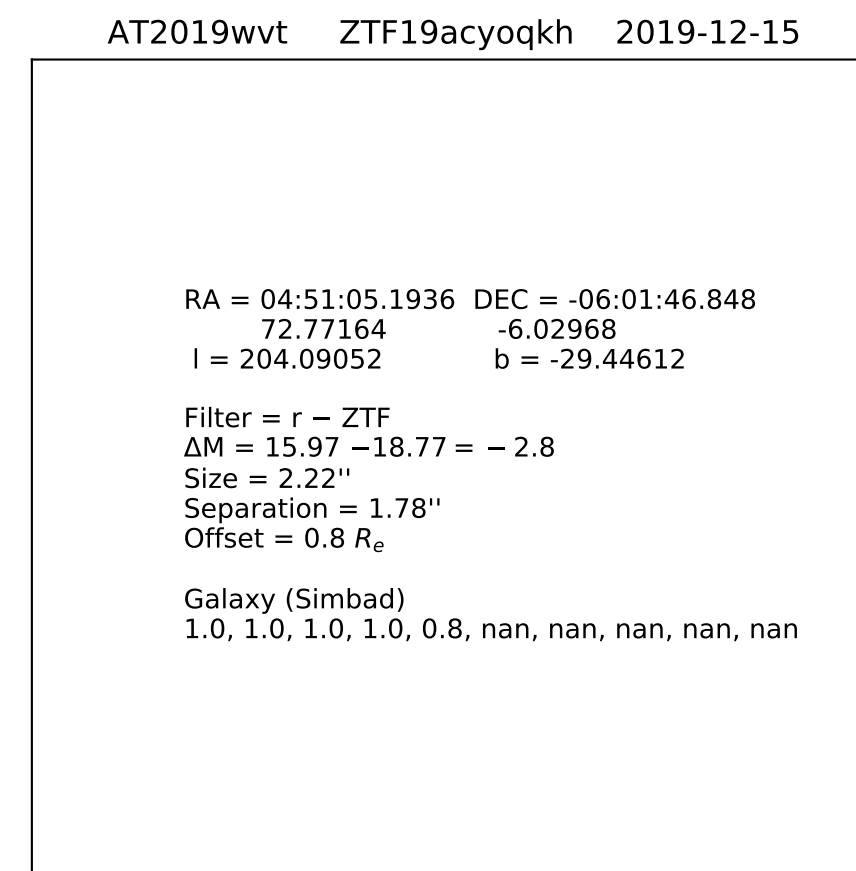 AT2019wvt ZTF19acyoqkh 2019-12-15
RA = 04:51:05.1936 DEC = -06:01:46.848
72.77164 -6.02968
l = 204.09052 b = -29.44612
Filter = r − ZTF
ΔM = 15.97 −18.77 = − 2.8
Size = 2.22''
Separation = 1.78''
Offset = 0.8 Re
Galaxy (Simbad)
1.0, 1.0, 1.0, 1.0, 0.8, nan, nan, nan, nan, nan